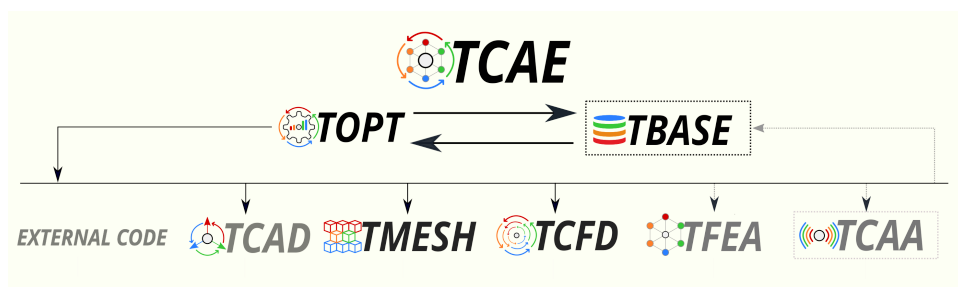 TCAE
TOPT
TBASE
EXTERNAL CODE
TCAD
TMESH
TCFD
TFEA
TCAA